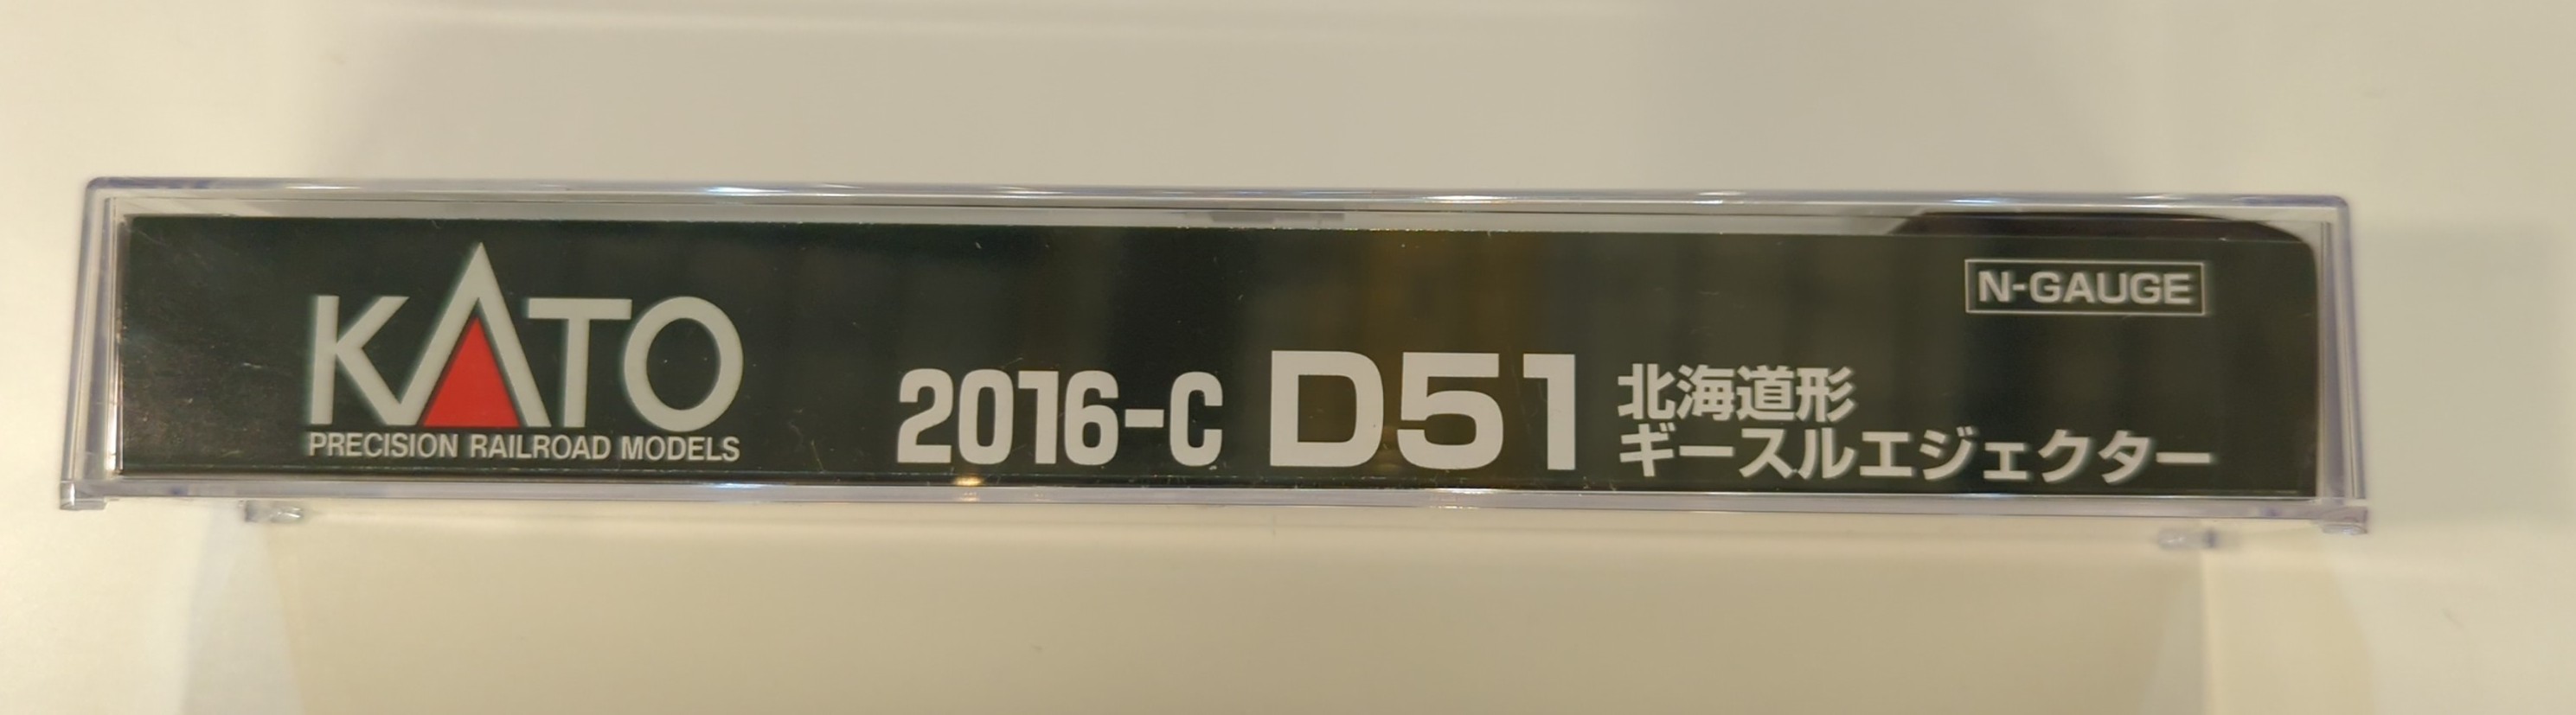 KATO
PRECISION RAILROAD MODELS
2016-C D51
北海道形
ギースルエジェクター
N-GAUGE